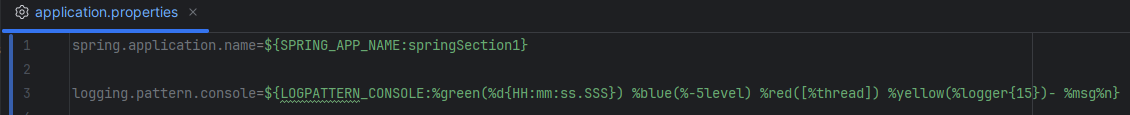 application.properties
1 spring.application.name=${SPRING_APP_NAME:springSection1}
2
3 logging.pattern.console=${LOGPATTERN_CONSOLE:%green(%d{HH:mm:ss.SSS}) %blue(%-5level) %red([%thread]) %yellow(%logger{15})- %msg%n}